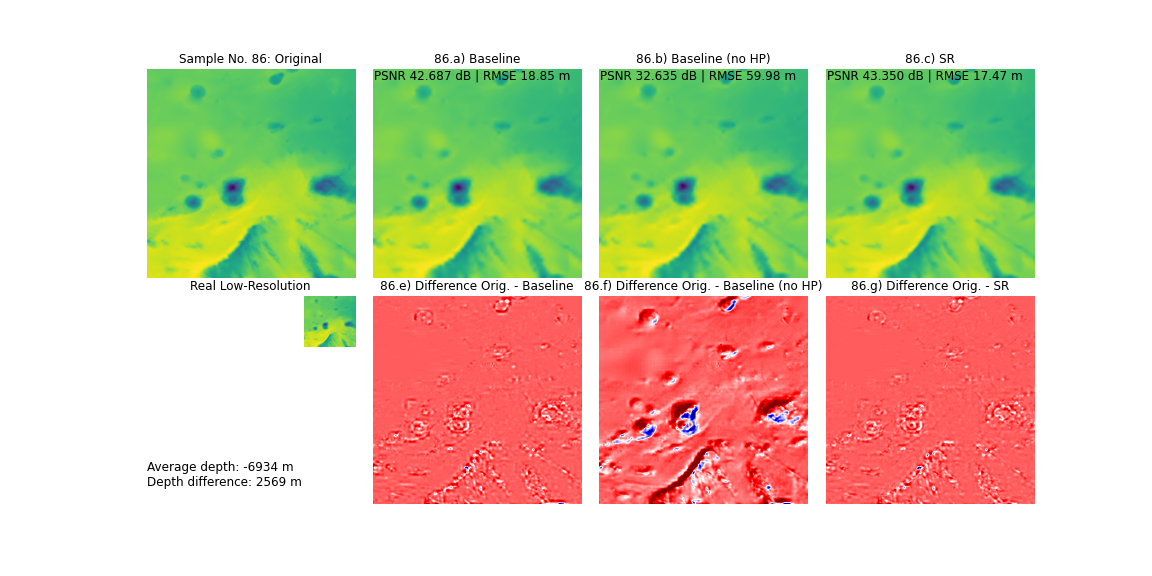 Sample No. 86: Original
86.a) Baseline
86.b) Baseline (no HP)
86.c) SR
PSNR 42.687 dB | RMSE 18.85 m
PSNR 32.635 dB | RMSE 59.98 m
PSNR 43.350 dB | RMSE 17.47 m
Real Low-Resolution
86.e) Difference Orig. - Baseline
86.f) Difference Orig. - Baseline (no HP)
86.g) Difference Orig. - SR
Average depth: -6934 m
Depth difference: 2569 m